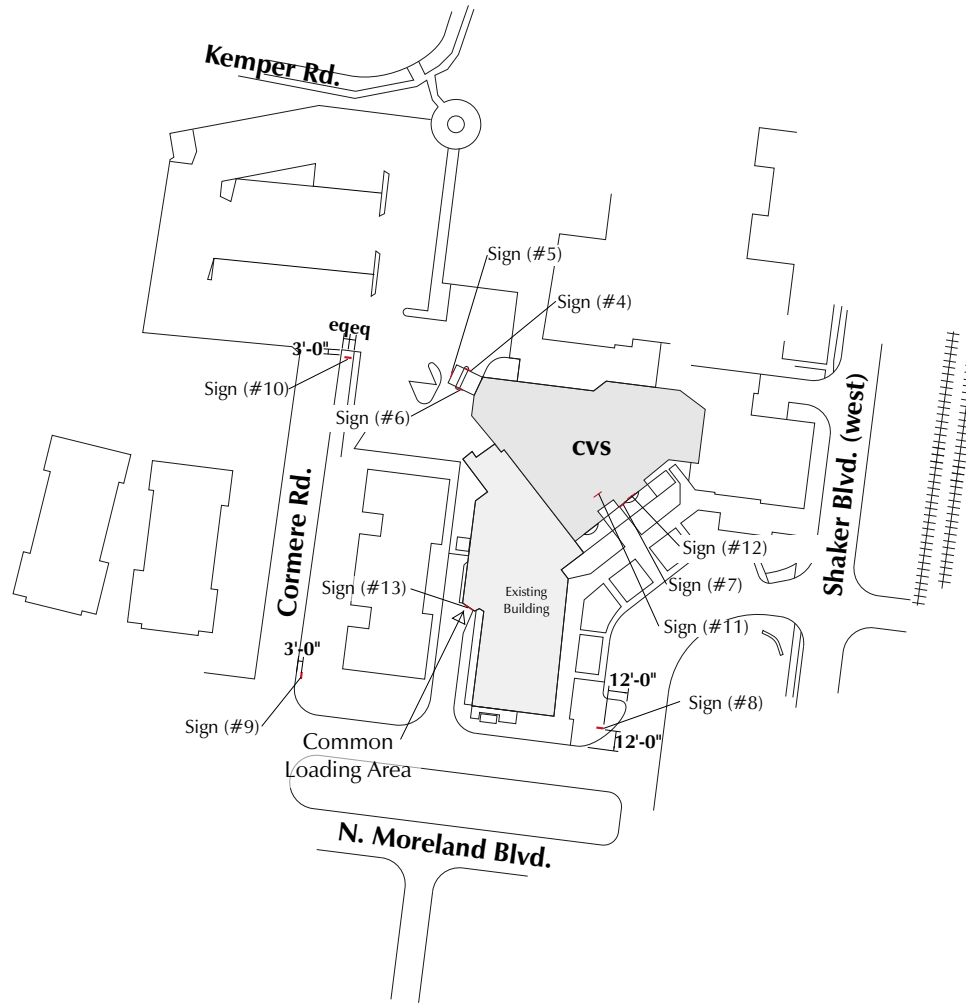 Kemper Rd.
Sign (#5)
Sign (#4)
eqeq
3'-0"
Sign (#10)
Sign (#6)
CVS
Shaker Blvd. (west)
Cormere Rd.
Sign (#12)
Sign (#13)
Existing
Building
Sign (#7)
Sign (#11)
3'-0"
12'-0"
Sign (#8)
Sign (#9)
12'-0"
Common
Loading Area
N. Moreland Blvd.